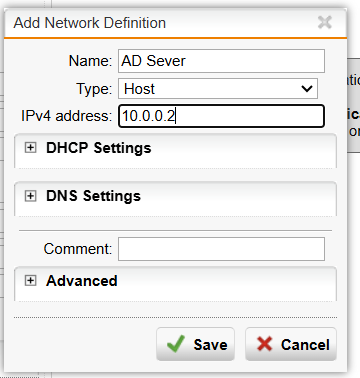 Add Network Definition
Name: AD Sever
Type: Host
IPv4 address: 10.0.0.2
DHCP Settings
DNS Settings
Comment:
Advanced
Save Cancel